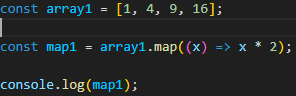 const array1 = [1, 4, 9, 16];
const map1 = array1.map((x) => x * 2);
console.log(map1);